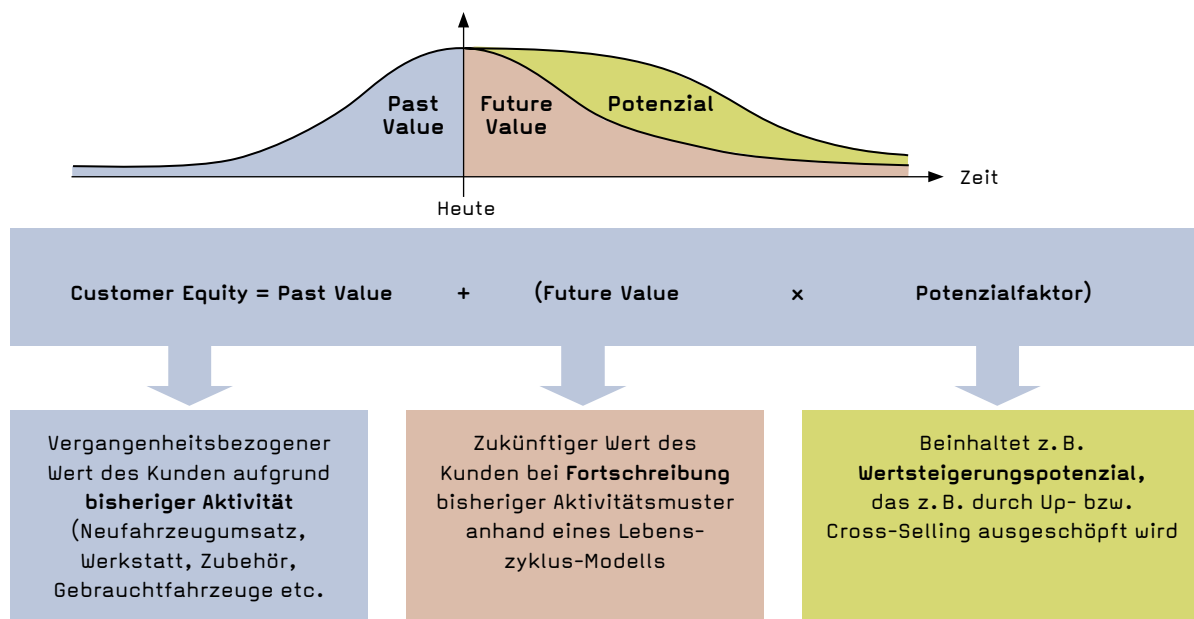 Past
Value
Future
Value
Potenzial
Zeit
Heute
Customer Equity = Past Value + (Future Value x Potenzialfaktor)
Vergangenheitsbezogener
Wert des Kunden aufgrund
bisheriger Aktivität
(Neufahrzeugumsatz,
Werkstatt, Zubehör,
Gebrauchtfahrzeuge etc.
Zukünftiger Wert des
Kunden bei Fortschreibung
bisheriger Aktivitätsmuster
anhand eines Lebens-
zyklus-Modells
Beinhaltet z. B.
Wertsteigerungspotenzial,
das z. B. durch Up- bzw.
Cross-Selling ausgeschöpft wird